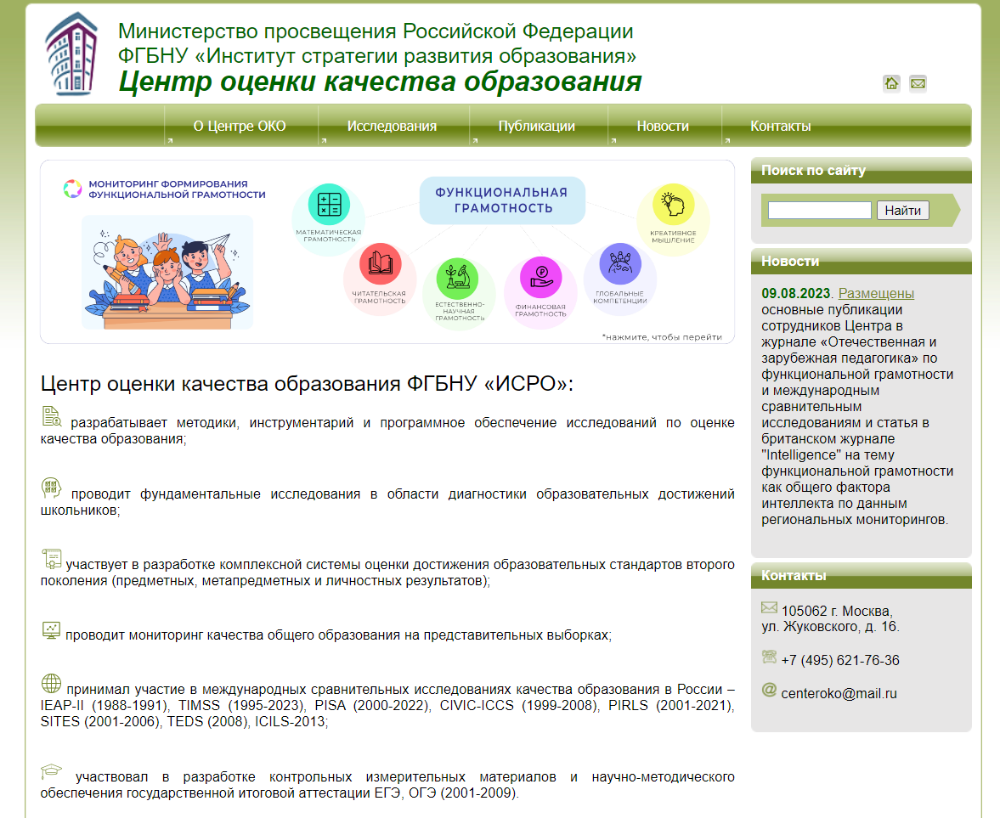 Министерство просвещения Российской Федерации
ФГБНУ «Институт стратегии развития образования»
Центр оценки качества образования
О Центре ОКО
Исследования
Публикации
Новости
Контакты
МОНИТОРИНГ ФОРМИРОВАНИЯ
ФУНКЦИОНАЛЬНОЙ ГРАМОТНОСТИ
ФУНКЦИОНАЛЬНАЯ
ГРАМОТНОСТЬ
МАТЕМАТИЧЕСКАЯ
ГРАМОТНОСТЬ
ЧИТАТЕЛЬСКАЯ
ГРАМОТНОСТЬ
ЕСТЕСТВЕННО-
НАУЧНАЯ
ГРАМОТНОСТЬ
ФИНАНСОВАЯ
ГРАМОТНОСТЬ
ГЛОБАЛЬНЫЕ
КОМПЕТЕНЦИИ
КРЕАТИВНОЕ
МЫШЛЕНИЕ
*нажмите, чтобы перейти
Центр оценки качества образования ФГБНУ «ИСРО»:
разрабатывает методики, инструментарий и программное обеспечение исследований по оценке
качества образования;
проводит фундаментальные исследования в области диагностики образовательных достижений
школьников;
участвует в разработке комплексной системы оценки достижения образовательных стандартов второго
поколения (предметных, метапредметных и личностных результатов);
проводит мониторинг качества общего образования на представительных выборках;
принимал участие в международных сравнительных исследованиях качества образования в России –
IEAP-II (1988-1991), TIMSS (1995-2023), PISA (2000-2022), CIVIC-ICCS (1999-2008), PIRLS (2001-2021),
SITES (2001-2006), TEDS (2008), ICILS-2013;
участвовал в разработке контрольных измерительных материалов и научно-методического
обеспечения государственной итоговой аттестации ЕГЭ, ОГЭ (2001-2009).
Поиск по сайту
Найти
Новости
09.08.2023. Размещены
основные публикации
сотрудников Центра в
журнале «Отечественная и
зарубежная педагогика» по
функциональной грамотности
и международным
сравнительным
исследованиям и статья в
британском журнале
"Intelligence" на тему
функциональной грамотности
как общего фактора
интеллекта по данным
региональных мониторингов.
Контакты
105062 г. Москва,
ул. Жуковского, д. 16.
+7 (495) 621-76-36
centeroko@mail.ru